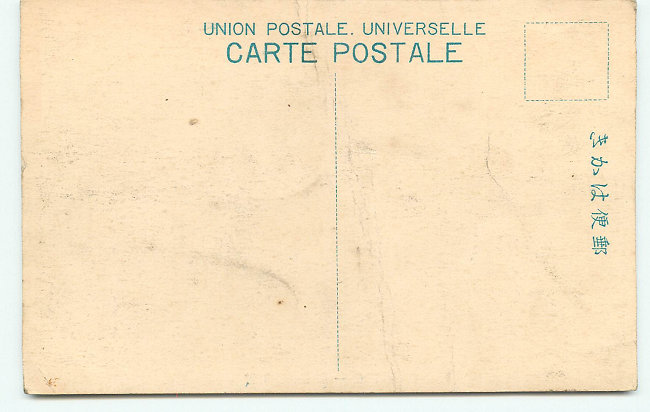 UNION POSTALE. UNIVERSELLE
CARTE POSTALE
きかは便郵